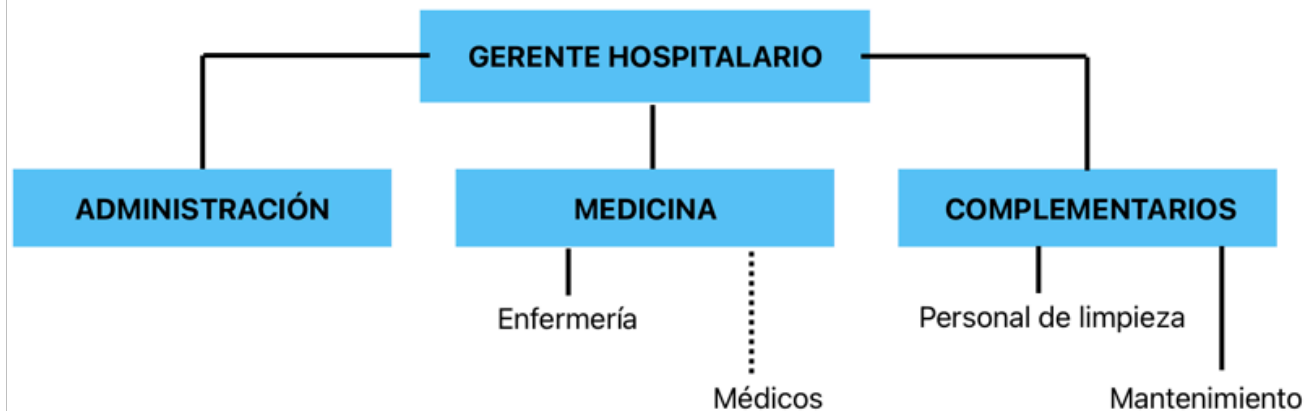 GERENTE HOSPITALARIO
ADMINISTRACIÓN
MEDICINA
COMPLEMENTARIOS
Enfermería
Personal de limpieza
Médicos
Mantenimiento